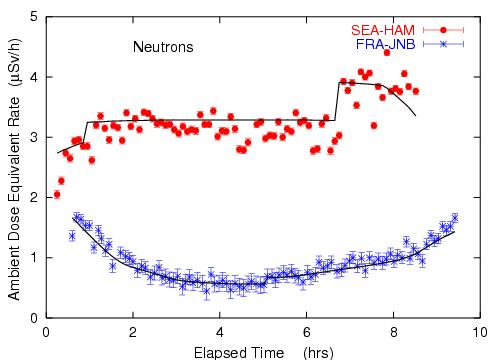 SEA-HAM
FRA-JNB
Neutrons
Ambient Dose Equivalent Rate (μSv/h)
5
4
3
2
1
0
0 2 4 6 8 10
Elapsed Time (hrs)